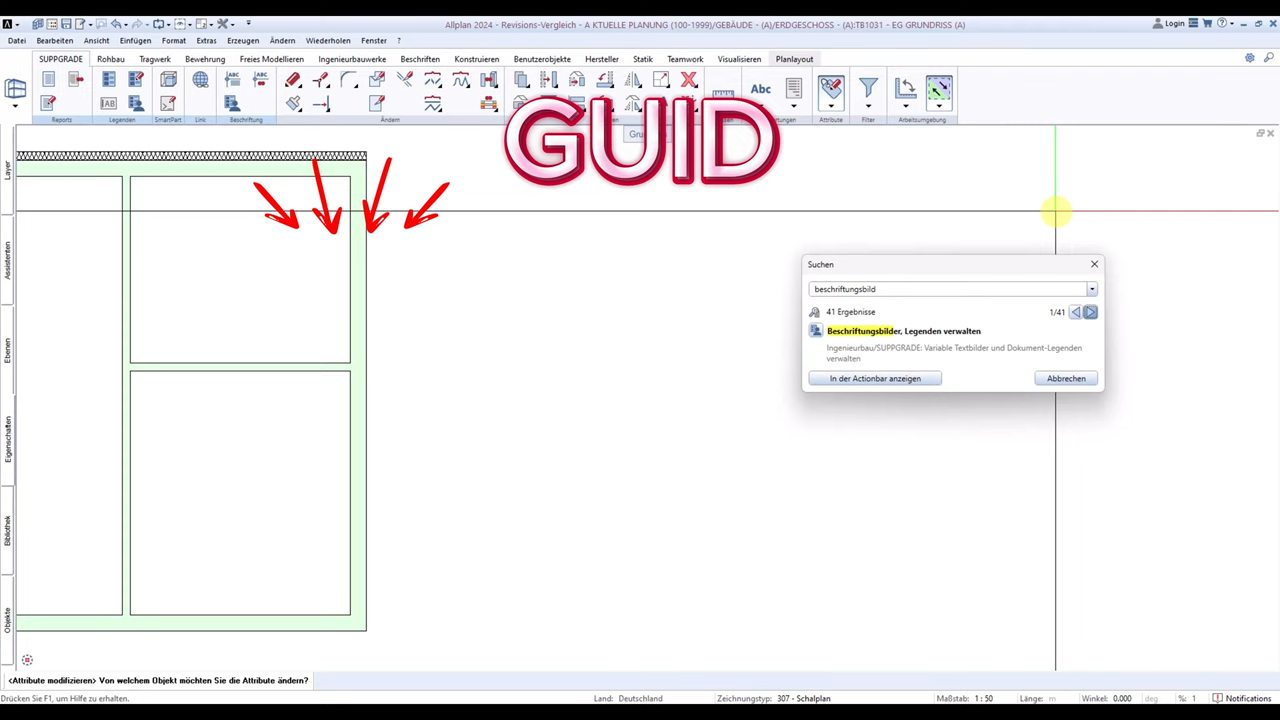 Allplan 2024 - Revisions-Vergleich - A KTUELLE PLANUNG (100-1999)/GEBÄUDE - (A)/ERDGESCHOSS - (A):TB1031 - EG GRUNDRISS (A)
Login
Datei Bearbeiten Ansicht Einfügen Format Extras Erzeugen Ändern Wiederholen Fenster ?
SUPPGRADE Rohbau Tragwerk Bewehrung Freies Modellieren Ingenieurbauwerke Beschriften Konstruieren Benutzerobjekte Hersteller Statik Teamwork Visualisieren Planlayout
ABC ABC
Abc
AB
Reports Legenden SmartPart Link Beschriftung Ändern Attribute Filter Arbeitsumgebung
GUID
Layer
Assistenten
Ebenen
Eigenschaften
Bibliothek
Objekte
Suchen
beschriftungsbild
41 Ergebnisse 1/41
Beschriftungsbilder, Legenden verwalten
Ingenieurbau/SUPPGRADE: Variable Textbilder und Dokument-Legenden
verwalten
In der Actionbar anzeigen Abbrechen
<Attribute modifizieren> Von welchem Objekt möchten Sie die Attribute ändern?
Drücken Sie F1, um Hilfe zu erhalten. Land: Deutschland Zeichnungstyp: 307 - Schalplan Maßstab: 1 : 50 Länge: m Winkel: 0.000 deg %: 1 Notifications